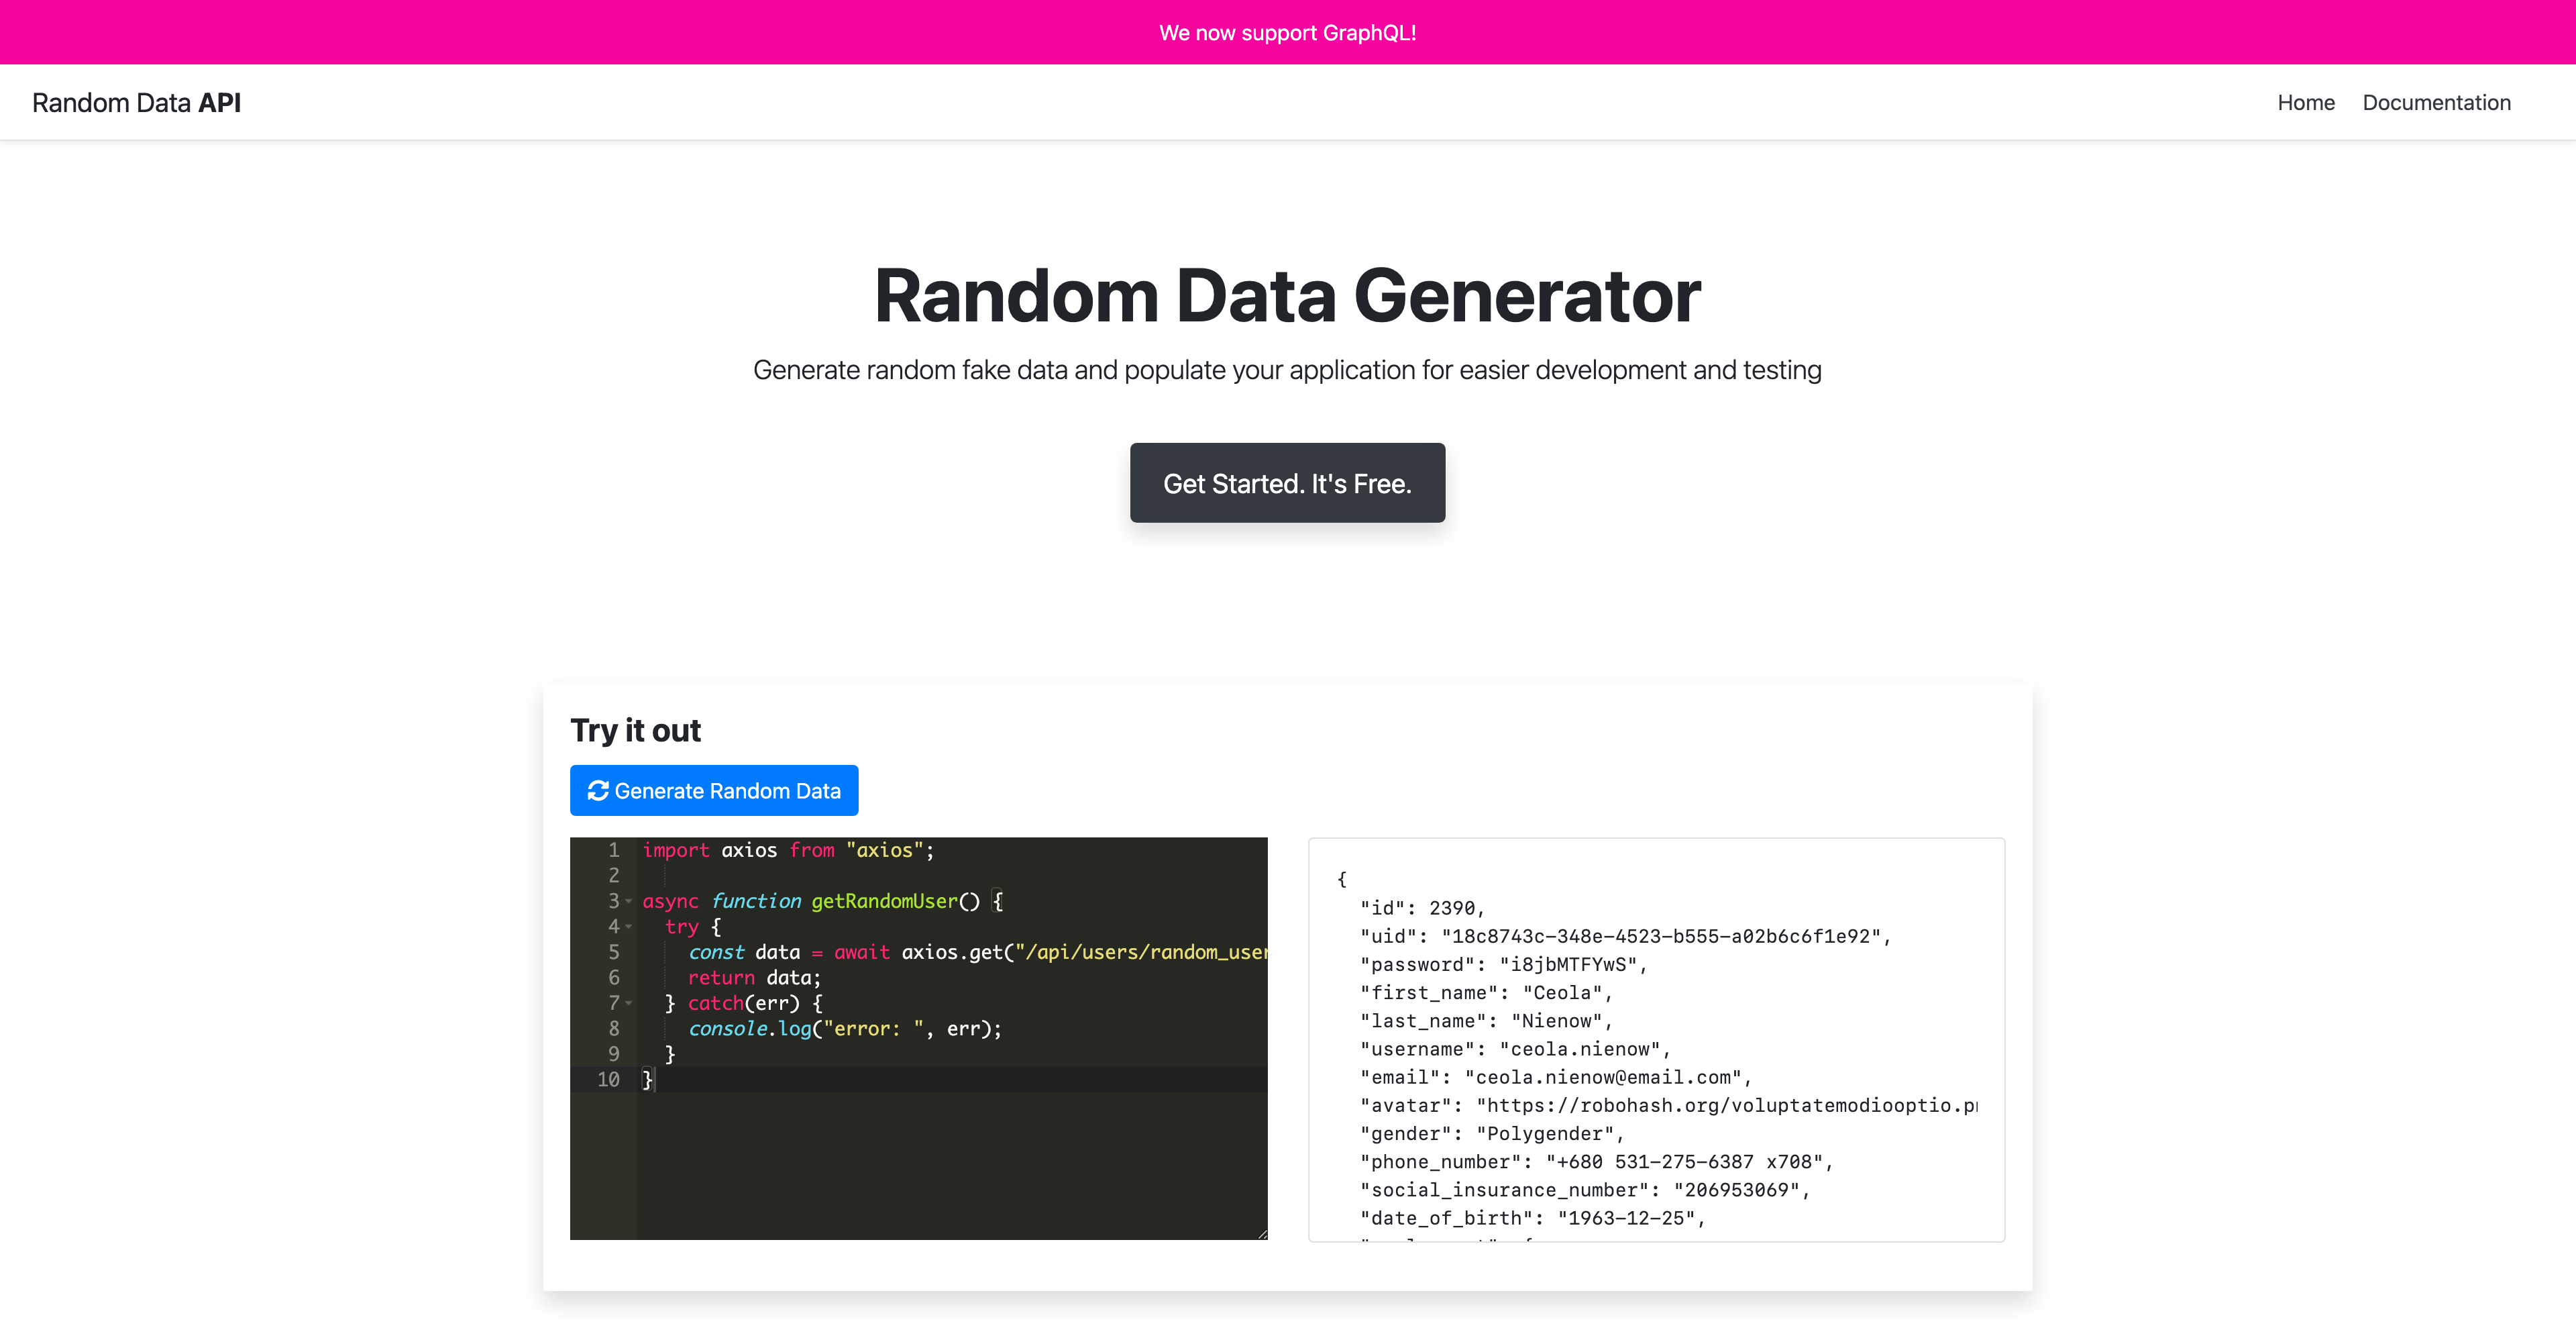 We now support GraphQL!
Random Data API
Home
Documentation
Random Data Generator
Generate random fake data and populate your application for easier development and testing
Get Started. It's Free.
Try it out
Generate Random Data
1 import axios from "axios";
2
3 async function getRandomUser() {
4 try {
5 const data = await axios.get("/api/users/random_user
6 return data;
7 } catch(err) {
8 console.log("error: ", err);
9 }
10 }
{
"id": 2390,
"uid": "18c8743c-348e-4523-b555-a02b6c6f1e92",
"password": "i8jbMTFYwS",
"first_name": "Ceola",
"last_name": "Nienow",
"username": "ceola.nienow",
"email": "ceola.nienow@email.com",
"avatar": "https://robohash.org/voluptatemodiooptio.p
"gender": "Polygender",
"phone_number": "+680 531-275-6387 x708",
"social_insurance_number": "206953069",
"date_of_birth": "1963-12-25",